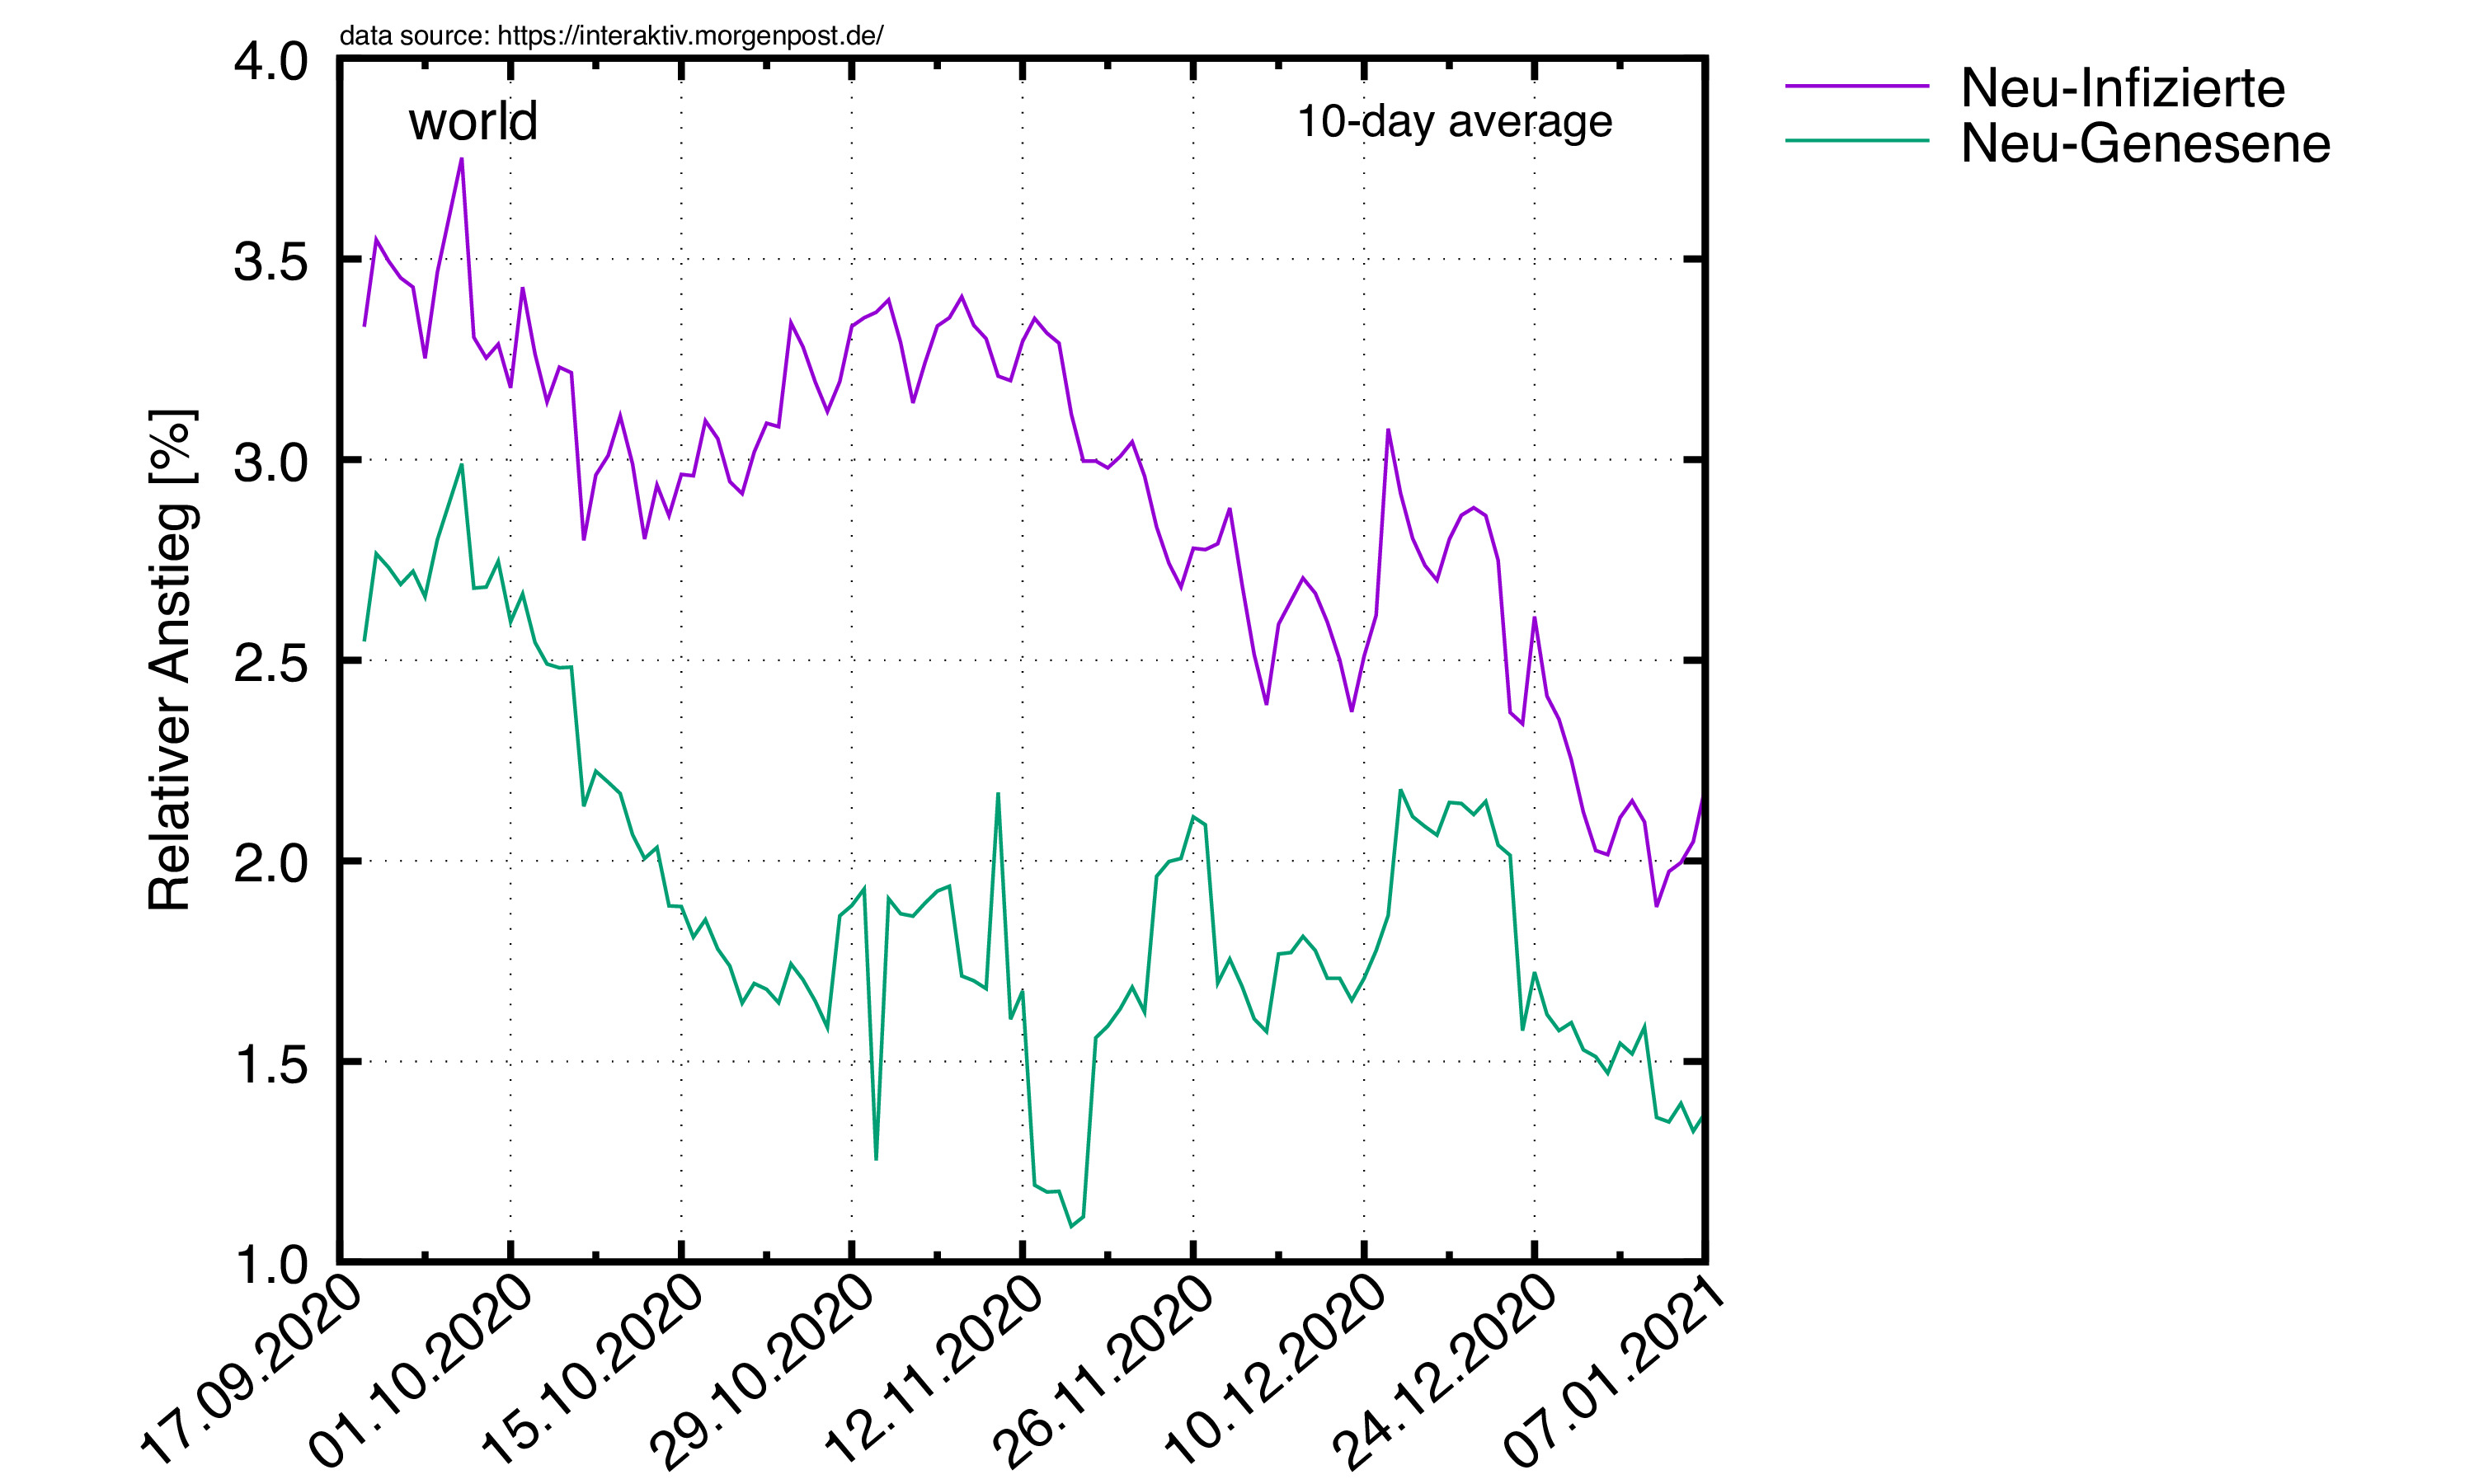 data source: https://interaktiv.morgenpost.de/
world
10-day average
Neu-Infizierte
Neu-Genesene
Relativer Anstieg [%]
4.0
3.5
3.0
2.5
2.0
1.5
1.0
17.09.2020
01.10.2020
15.10.2020
29.10.2020
12.11.2020
26.11.2020
10.12.2020
24.12.2020
07.01.2021